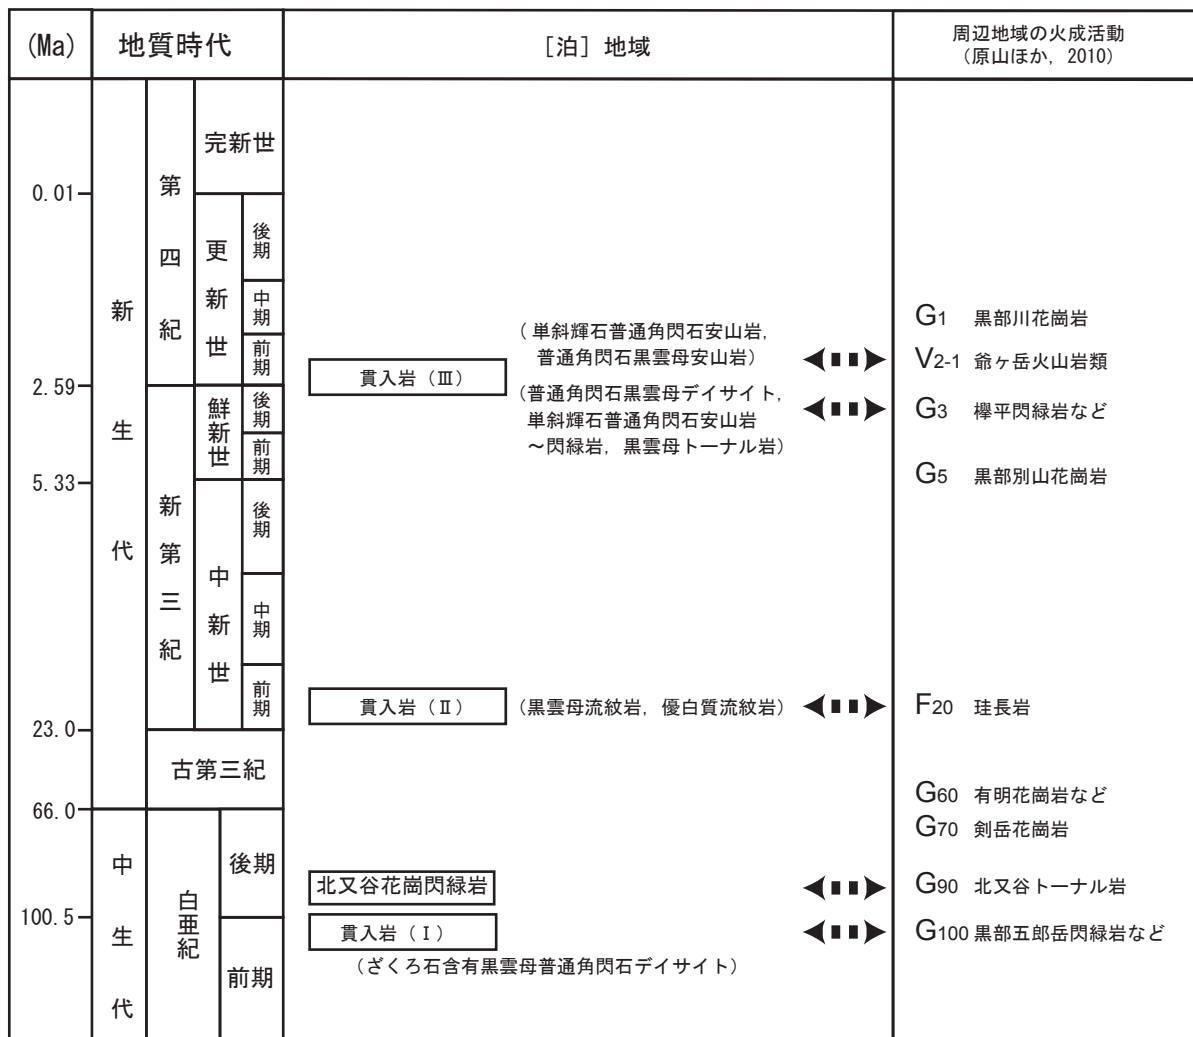 (Ma)
地質時代
［泊］地域
周辺地域の火成活動
(原山ほか, 2010)
完新世
0.01
第四紀
更新世
後期
中期
前期
新生代
(単斜輝石普通角閃石安山岩,
普通角閃石黒雲母安山岩)
G1 黒部川花崗岩
V2-1 爺ヶ岳火山岩類
貫入岩（Ⅲ）
2.59
(普通角閃石黒雲母デイサイト,
単斜輝石普通角閃石安山岩
～閃緑岩, 黒雲母トーナル岩)
G3 欅平閃緑岩など
鮮新世
後期
前期
G5 黒部別山花崗岩
5.33
新第三紀
中新世
後期
中期
前期
貫入岩（Ⅱ）
(黒雲母流紋岩, 優白質流紋岩)
F20 珪長岩
23.0
古第三紀
G60 有明花崗岩など
66.0
G70 剣岳花崗岩
中生代
白亜紀
後期
北又谷花崗閃緑岩
G90 北又谷トーナル岩
100.5
貫入岩（Ⅰ）
G100 黒部五郎岳閃緑岩など
(ざくろ石含有黒雲母普通角閃石デイサイト)
前期